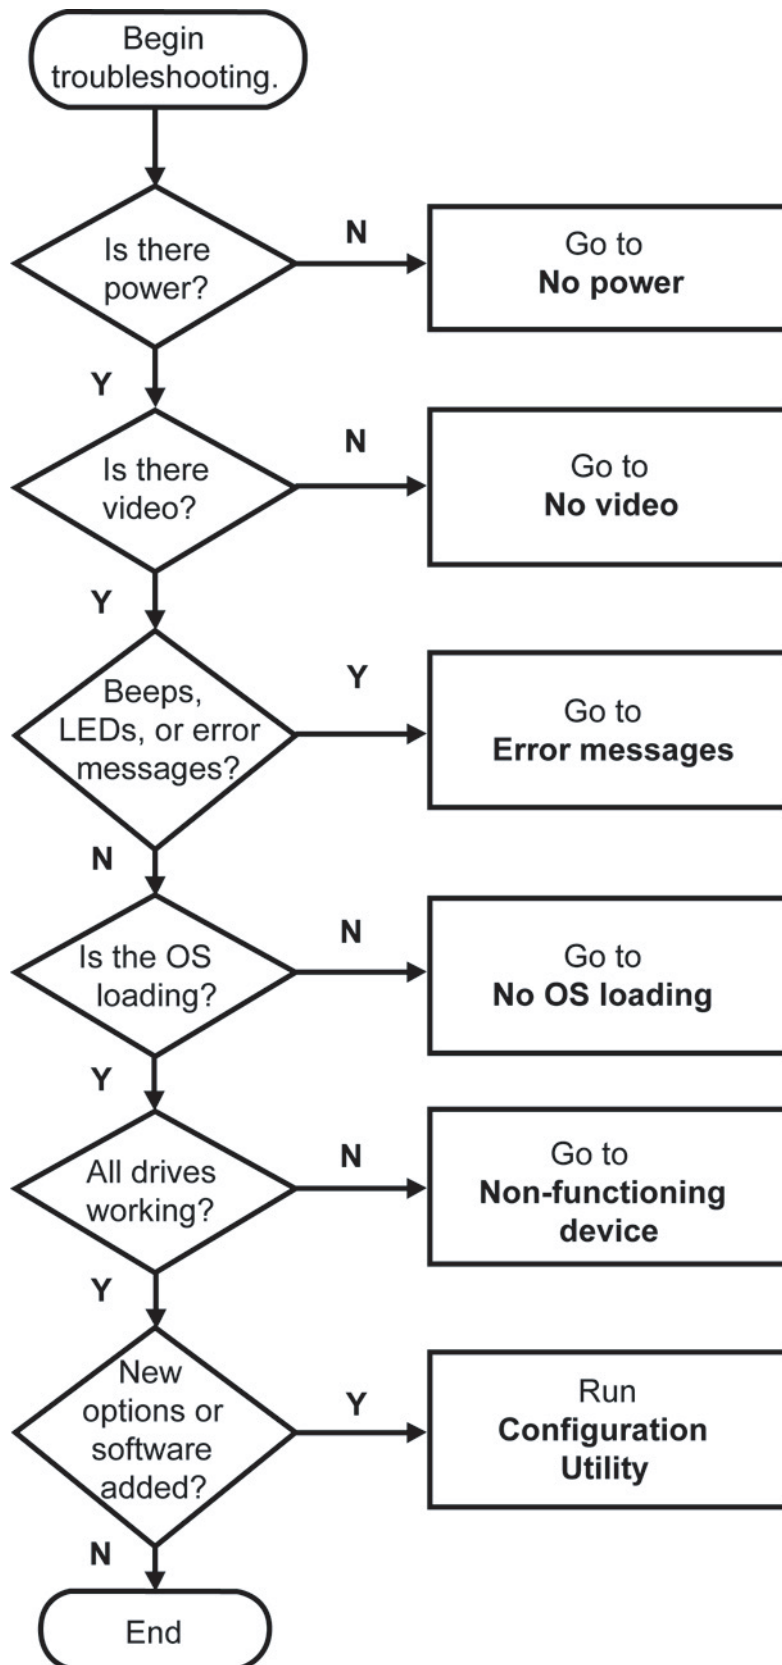 Begin
troubleshooting.
Is there
power?
N
Go to
No power
Y
Is there
video?
N
Go to
No video
Y
Beeps,
LEDs, or error
messages?
Y
Go to
Error messages
N
Is the OS
loading?
N
Go to
No OS loading
Y
All drives
working?
N
Go to
Non-functioning
device
Y
New
options or
software
added?
Y
Run
Configuration
Utility
N
End